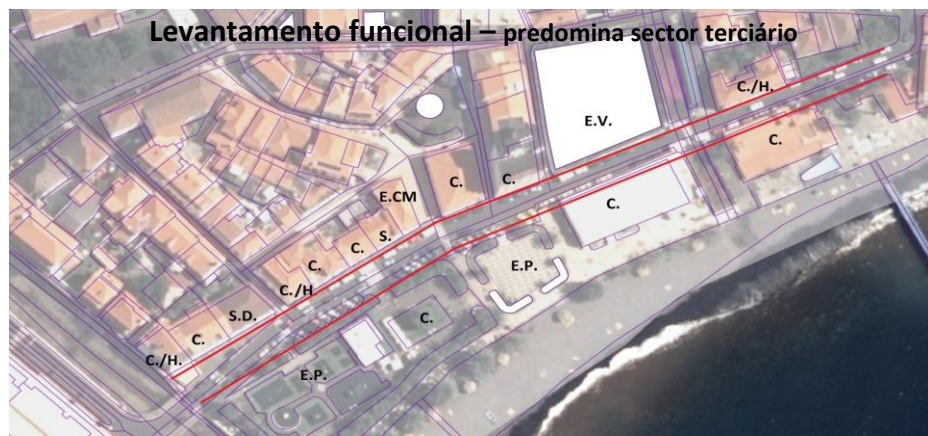 Levantamento funcional – predomina sector terciário
C./H.
E.V.
C.
C.
C.
E.CM
C.
S.
C.
E.P.
C.
C./H
S.D.
C.
C.
C./H.
E.P.